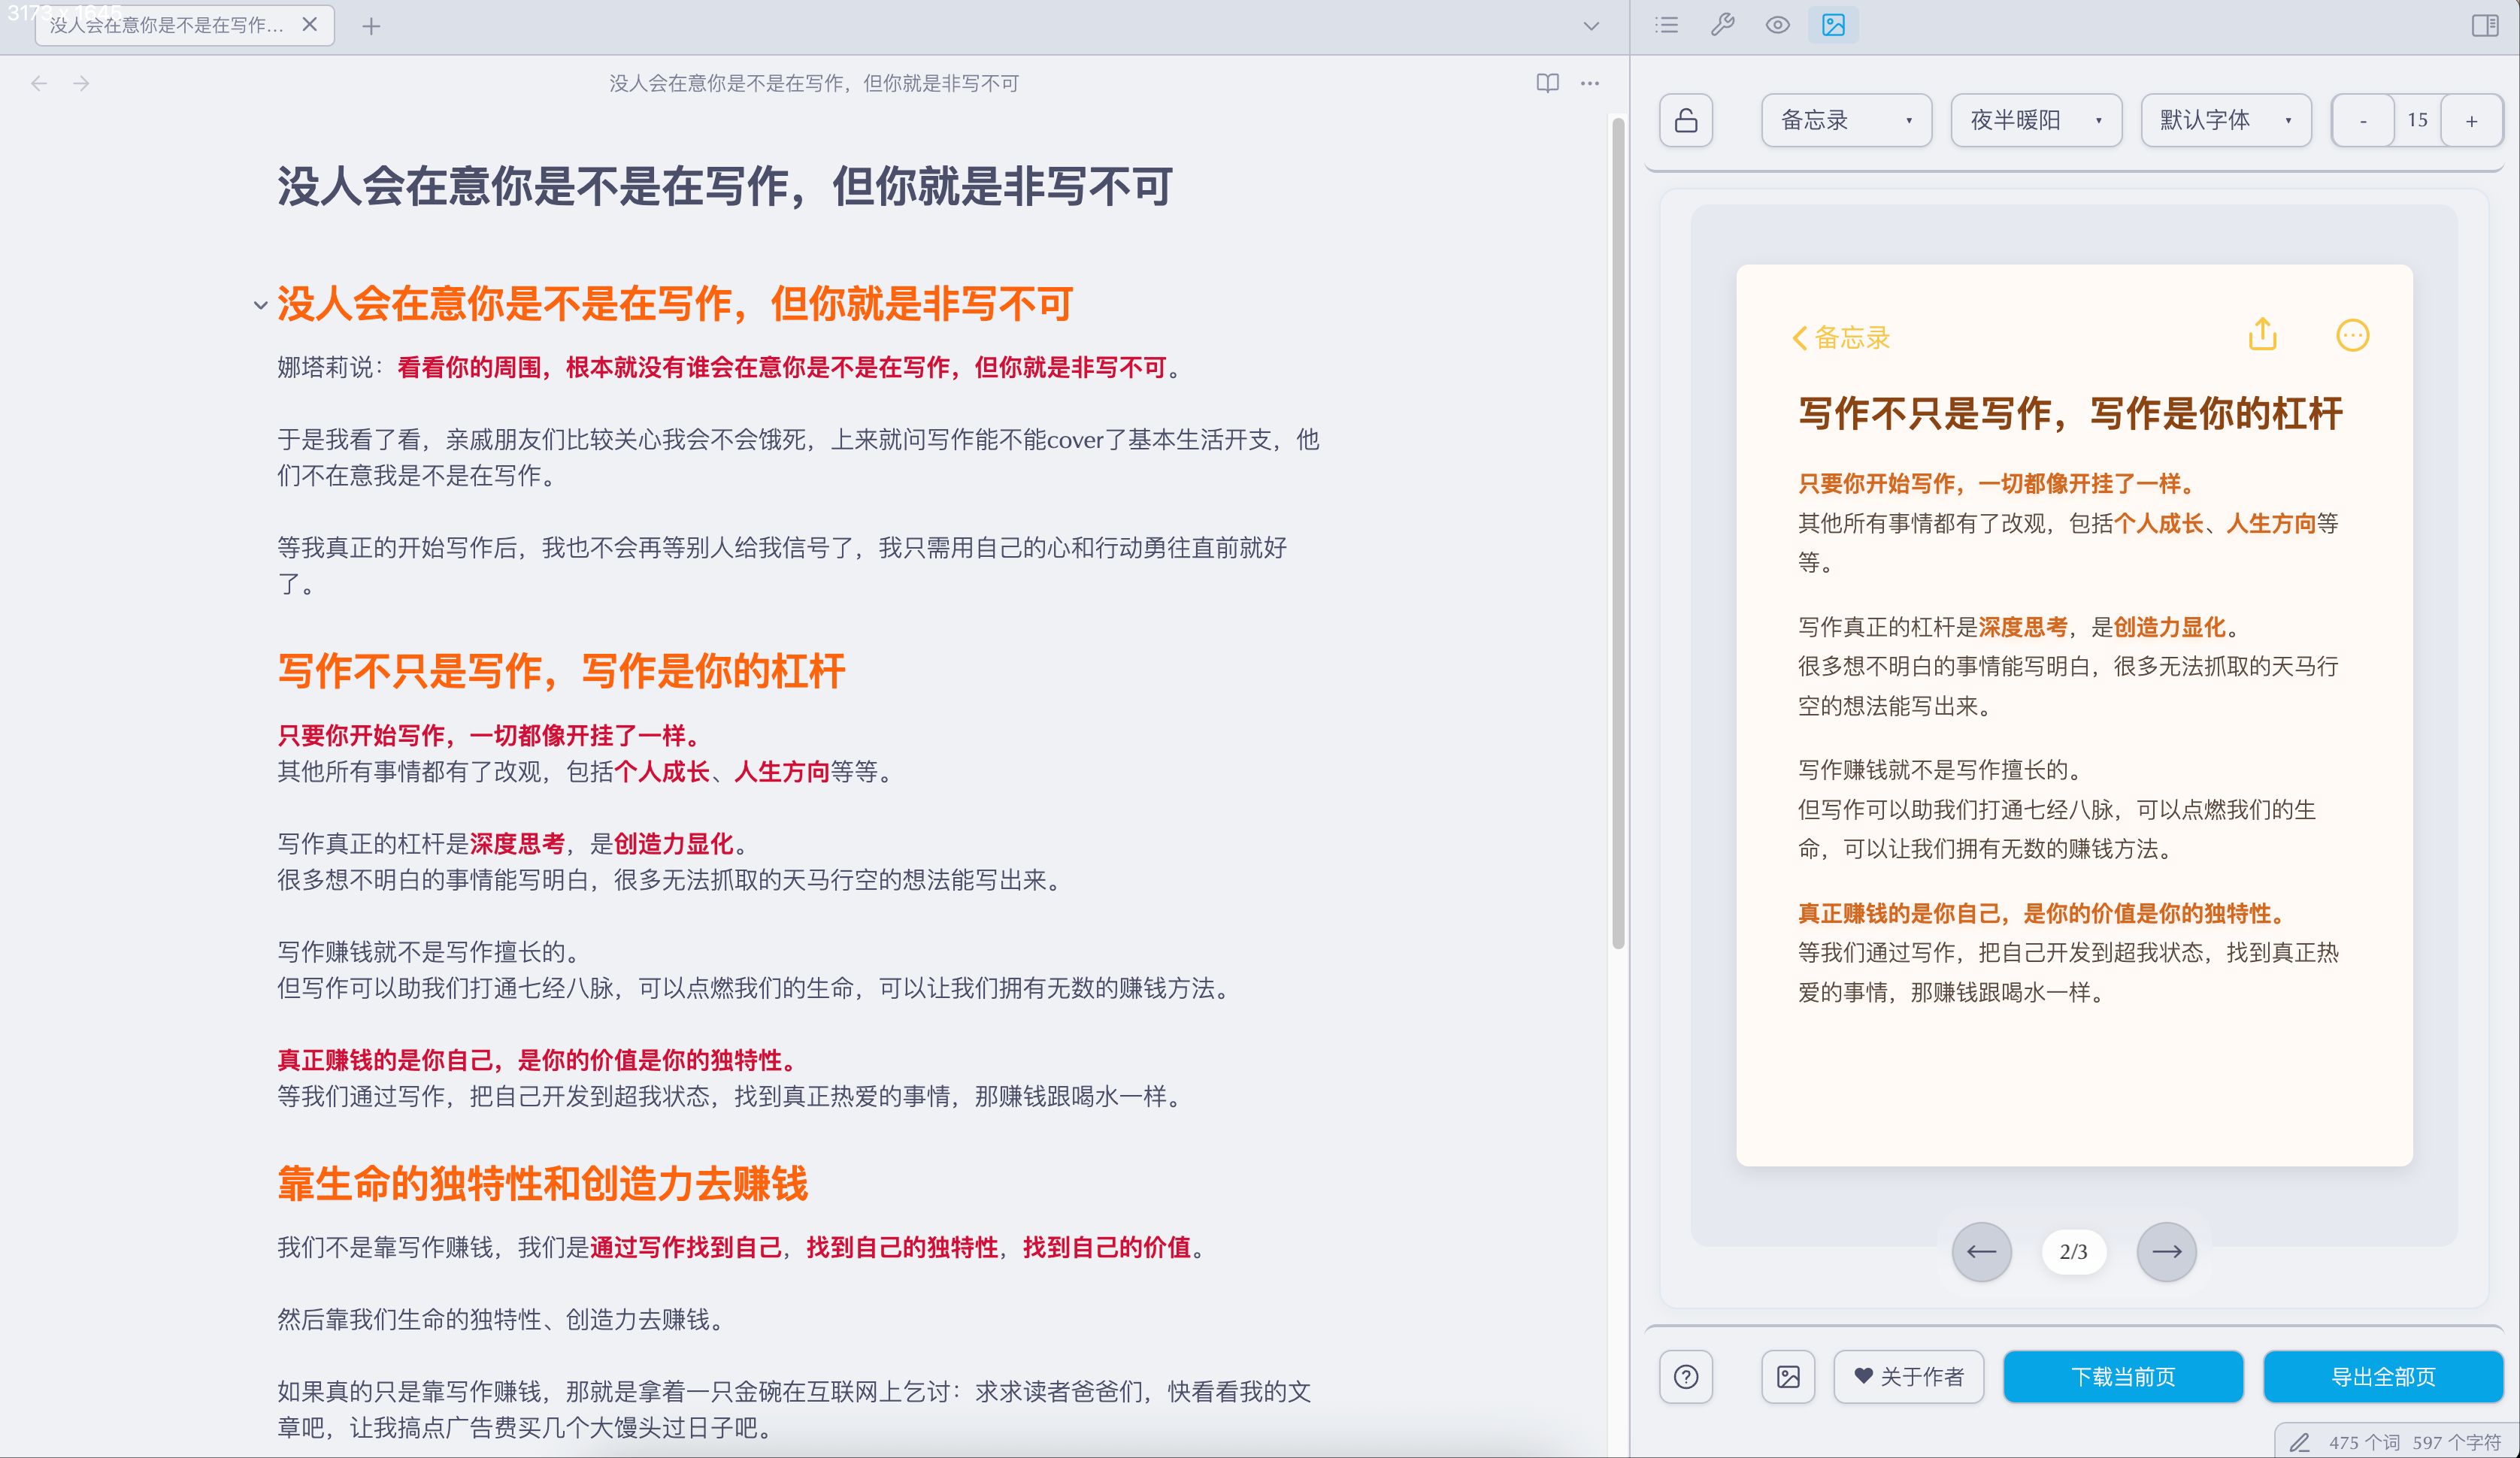 3173 x 1645
没人会在意你是不是在写作...
没人会在意你是不是在写作，但你就是非写不可
没人会在意你是不是在写作，但你就是非写不可
没人会在意你是不是在写作，但你就是非写不可
娜塔莉说：看看你的周围，根本就没有谁会在意你是不是在写作，但你就是非写不可。
于是我看了看，亲戚朋友们比较关心我会不会饿死，上来就问写作能不能cover了基本生活开支，他
们不在意我是不是在写作。
等我真正的开始写作后，我也不会再等别人给我信号了，我只需用自己的心和行动勇往直前就好
了。
写作不只是写作，写作是你的杠杆
只要你开始写作，一切都像开挂了一样。
其他所有事情都有了改观，包括个人成长、人生方向等等。
写作真正的杠杆是深度思考，是创造力显化。
很多想不明白的事情能写明白，很多无法抓取的天马行空的想法能写出来。
写作赚钱就不是写作擅长的。
但写作可以助我们打通七经八脉，可以点燃我们的生命，可以让我们拥有无数的赚钱方法。
真正赚钱的是你自己，是你的价值是你的独特性。
等我们通过写作，把自己开发到超我状态，找到真正热爱的事情，那赚钱跟喝水一样。
靠生命的独特性和创造力去赚钱
我们不是靠写作赚钱，我们是通过写作找到自己，找到自己的独特性，找到自己的价值。
然后靠我们生命的独特性、创造力去赚钱。
如果真的只是靠写作赚钱，那就是拿着一只金碗在互联网上乞讨：求求读者爸爸们，快看看我的文
章吧，让我搞点广告费买几个大馒头过日子吧。
备忘录 夜半暖阳 默认字体 - 15 +
备忘录
写作不只是写作，写作是你的杠杆
只要你开始写作，一切都像开挂了一样。
其他所有事情都有了改观，包括个人成长、人生方向等
等。
写作真正的杠杆是深度思考，是创造力显化。
很多想不明白的事情能写明白，很多无法抓取的天马行
空的想法能写出来。
写作赚钱就不是写作擅长的。
但写作可以助我们打通七经八脉，可以点燃我们的生
命，可以让我们拥有无数的赚钱方法。
真正赚钱的是你自己，是你的价值是你的独特性。
等我们通过写作，把自己开发到超我状态，找到真正热
爱的事情，那赚钱跟喝水一样。
2/3
关于作者 下载当前页 导出全部页
475 个词 597 个字符